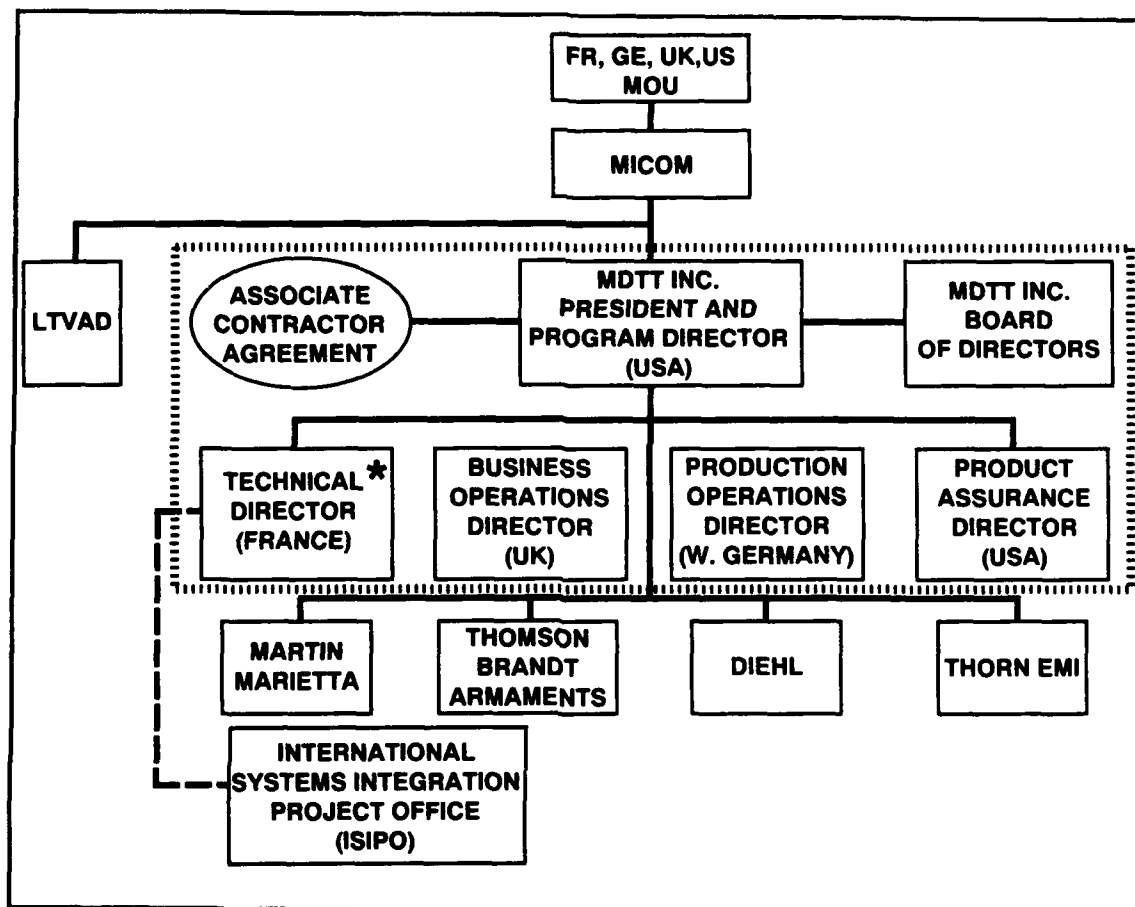 FR, GE, UK,US
MOU
MICOM
LTVAD
ASSOCIATE
CONTRACTOR
AGREEMENT
MDTT INC.
PRESIDENT AND
PROGRAM DIRECTOR
(USA)
MDTT INC.
BOARD
OF DIRECTORS
TECHNICAL *
DIRECTOR
(FRANCE)
BUSINESS
OPERATIONS
DIRECTOR
(UK)
PRODUCTION
OPERATIONS
DIRECTOR
(W. GERMANY)
PRODUCT
ASSURANCE
DIRECTOR
(USA)
MARTIN
MARIETTA
THOMSON
BRANDT
ARMAMENTS
DIEHL
THORN EMI
INTERNATIONAL
SYSTEMS INTEGRATION
PROJECT OFFICE
(ISIPO)